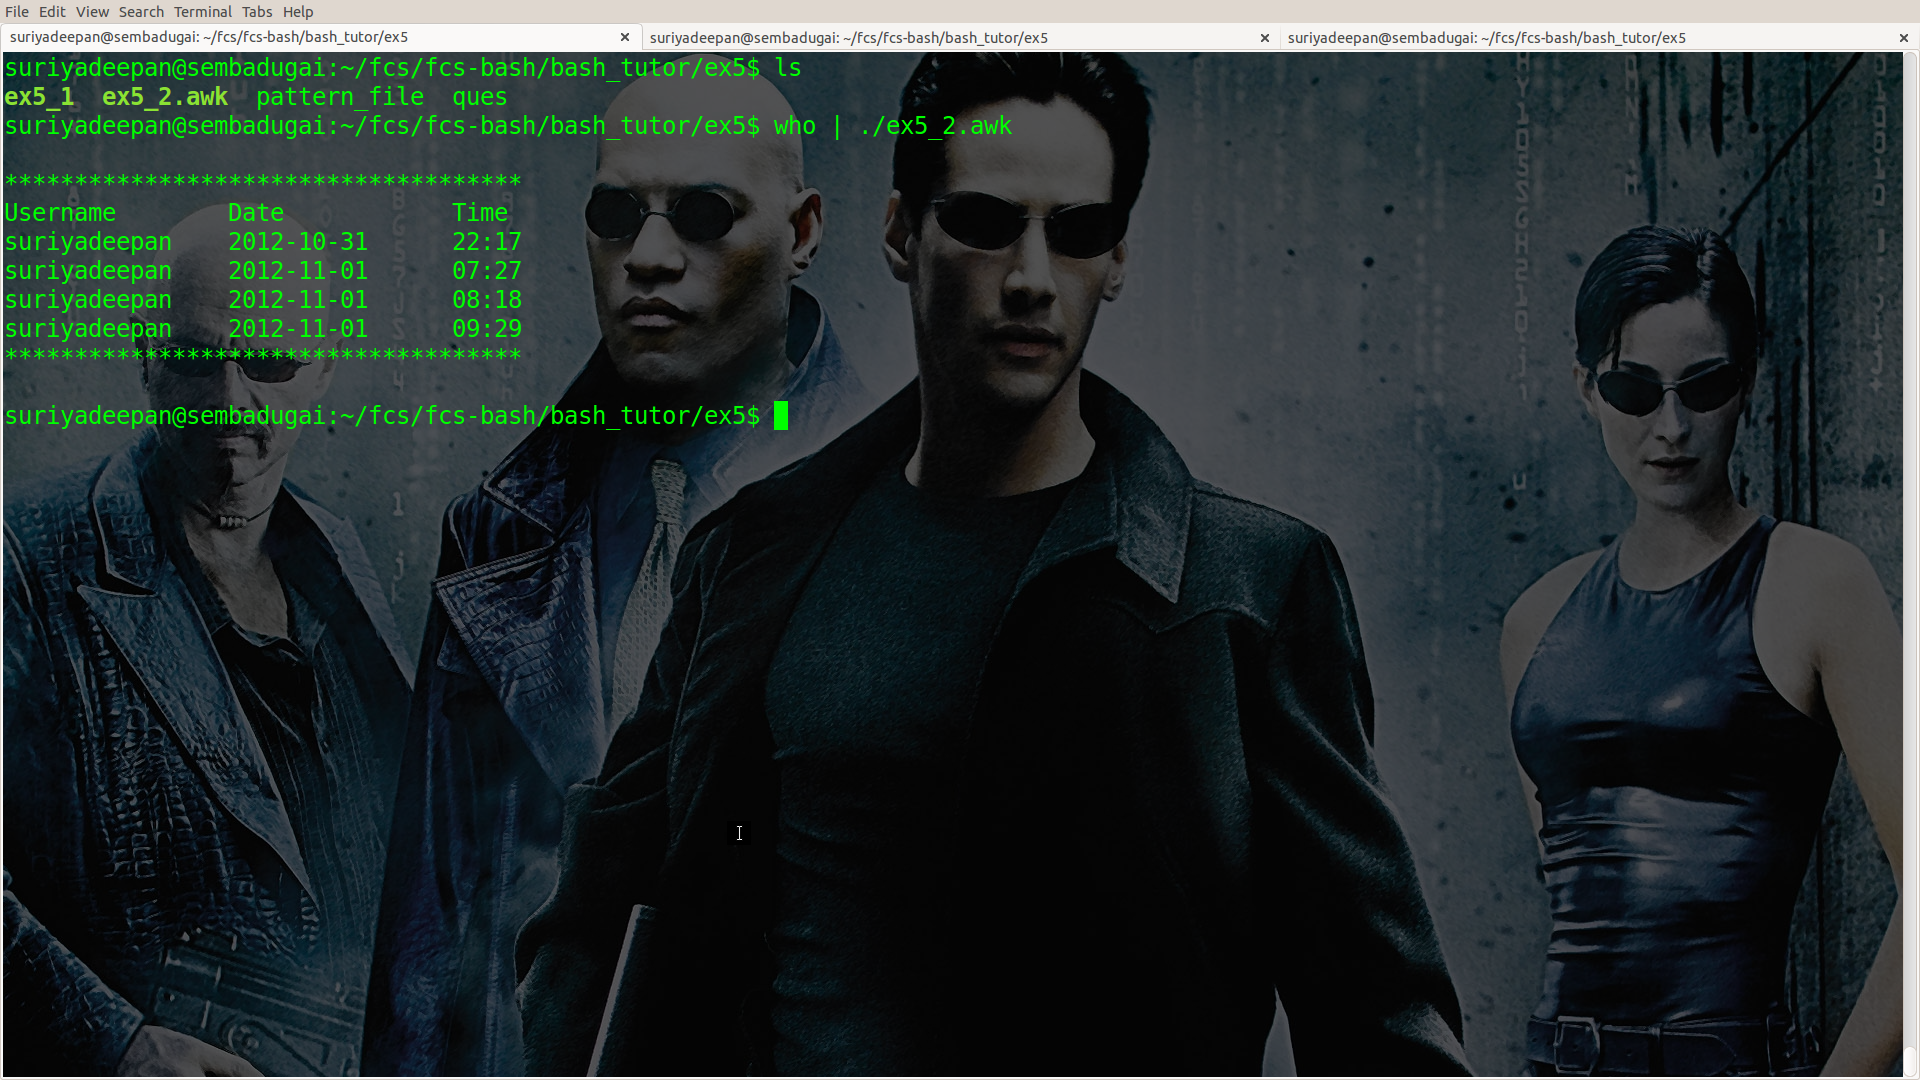 File Edit View Search Terminal Tabs Help
suriyadeepan@sembadugai: ~/fcs/fcs-bash/bash_tutor/ex5 suriyadeepan@sembadugai: ~/fcs/fcs-bash/bash_tutor/ex5 suriyadeepan@sembadugai: ~/fcs/fcs-bash/bash_tutor/ex5
suriyadeepan@sembadugai:~/fcs/fcs-bash/bash_tutor/ex5$ ls
ex5_1 ex5_2.awk pattern_file ques
suriyadeepan@sembadugai:~/fcs/fcs-bash/bash_tutor/ex5$ who | ./ex5_2.awk
*************************************
Username Date Time
suriyadeepan 2012-10-31 22:17
suriyadeepan 2012-11-01 07:27
suriyadeepan 2012-11-01 08:18
suriyadeepan 2012-11-01 09:29
*************************************
suriyadeepan@sembadugai:~/fcs/fcs-bash/bash_tutor/ex5$